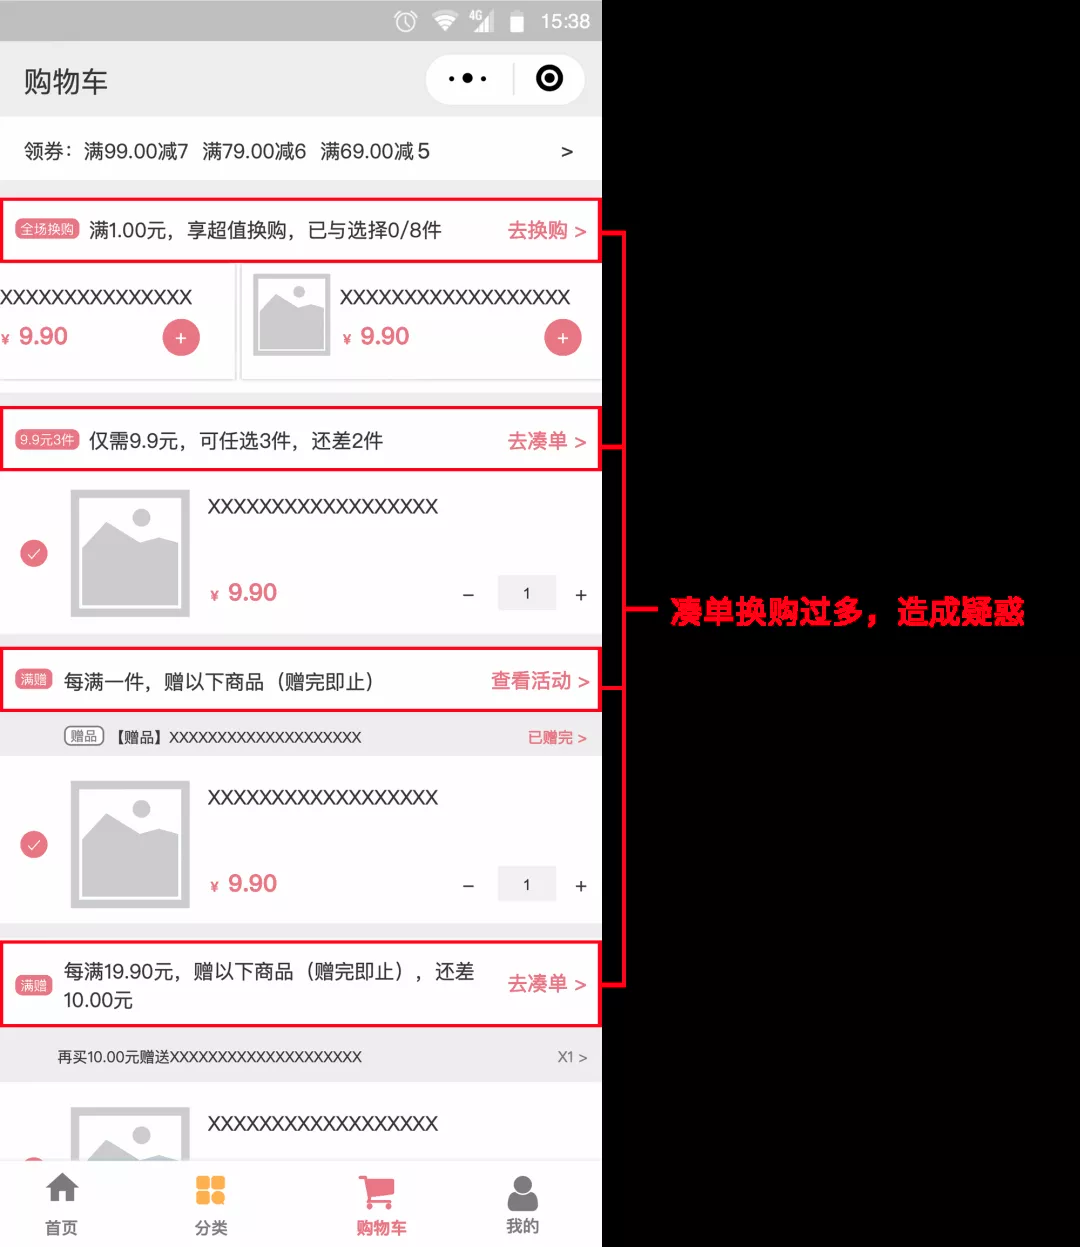 4G 15:38
购物车
领券：满99.00减7 满79.00减6 满69.00减5 >
全场换购 满1.00元，享超值换购，已与选择0/8件 去换购 >
XXXXXXXXXXXXXXX XXXXXXXXXXXXXXXXXX
¥ 9.90 + ¥ 9.90 +
9.9元3件 仅需9.9元，可任选3件，还差2件 去凑单 >
XXXXXXXXXXXXXXXXXX
¥ 9.90 − 1 +
凑单换购过多，造成疑惑
满赠 每满一件，赠以下商品（赠完即止） 查看活动 >
赠品 【赠品】XXXXXXXXXXXXXXXXXXXX 已赠完 >
XXXXXXXXXXXXXXXXXX
¥ 9.90 − 1 +
满赠 每满19.90元，赠以下商品（赠完即止），还差
10.00元 去凑单 >
再买10.00元赠送XXXXXXXXXXXXXXXXXXXX X1 >
XXXXXXXXXXXXXXXXXX
首页 分类 购物车 我的